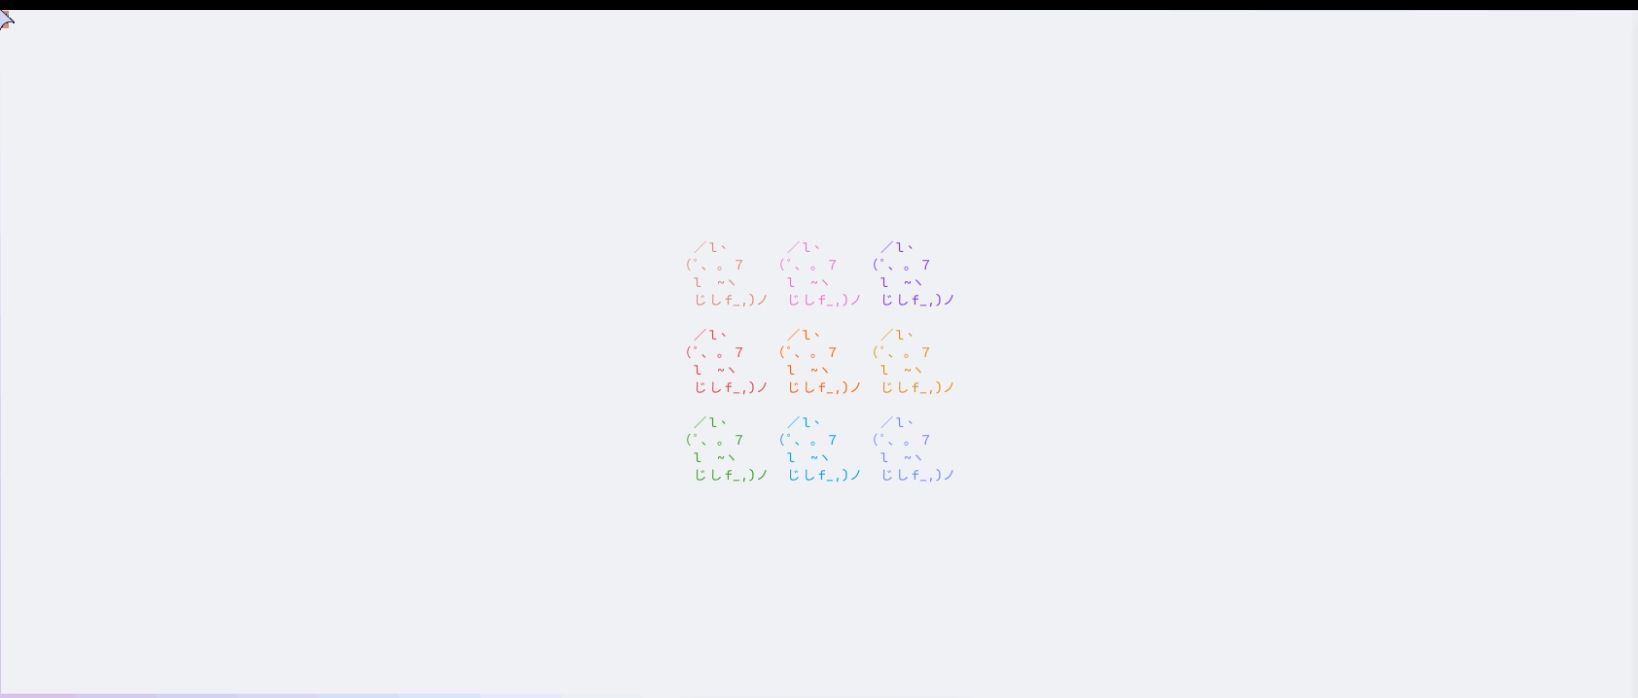 ／l、 ／l、 ／l、
(ﾟ､ ｡ 7 (ﾟ､ ｡ 7 (ﾟ､ ｡ 7
l ~ヽ l ~ヽ l ~ヽ
じしf_,)ノ じしf_,)ノ じしf_,)ノ
／l、 ／l、 ／l、
(ﾟ､ ｡ 7 (ﾟ､ ｡ 7 (ﾟ､ ｡ 7
l ~ヽ l ~ヽ l ~ヽ
じしf_,)ノ じしf_,)ノ じしf_,)ノ
／l、 ／l、 ／l、
(ﾟ､ ｡ 7 (ﾟ､ ｡ 7 (ﾟ､ ｡ 7
l ~ヽ l ~ヽ l ~ヽ
じしf_,)ノ じしf_,)ノ じしf_,)ノ